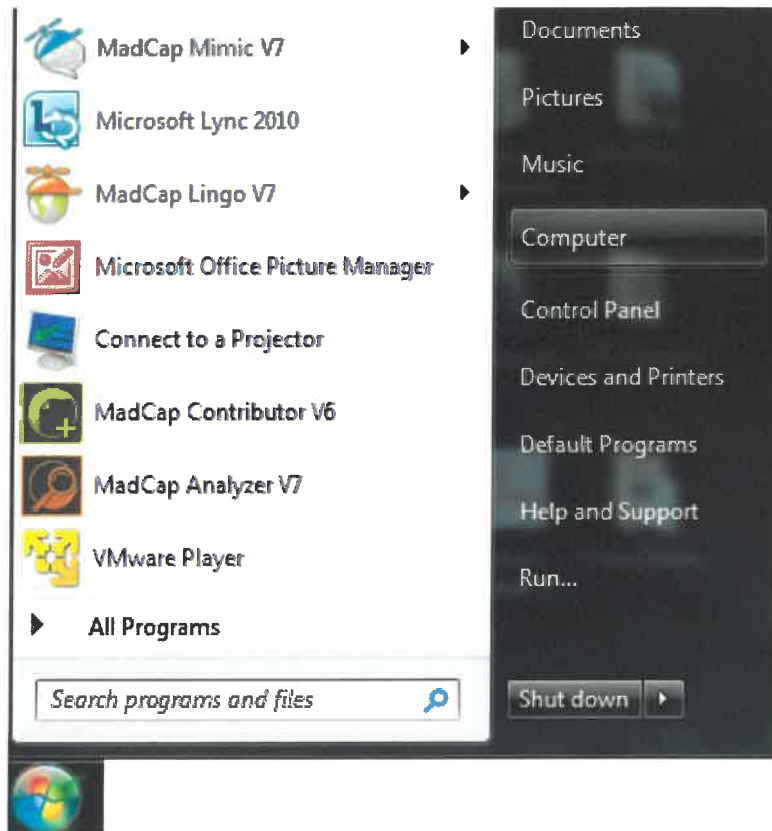 MadCap Mimic V7
Microsoft Lync 2010
MadCap Lingo V7
Microsoft Office Picture Manager
Connect to a Projector
MadCap Contributor V6
MadCap Analyzer V7
VMware Player
All Programs
Search programs and files
Documents
Pictures
Music
Computer
Control Panel
Devices and Printers
Default Programs
Help and Support
Run...
Shut down